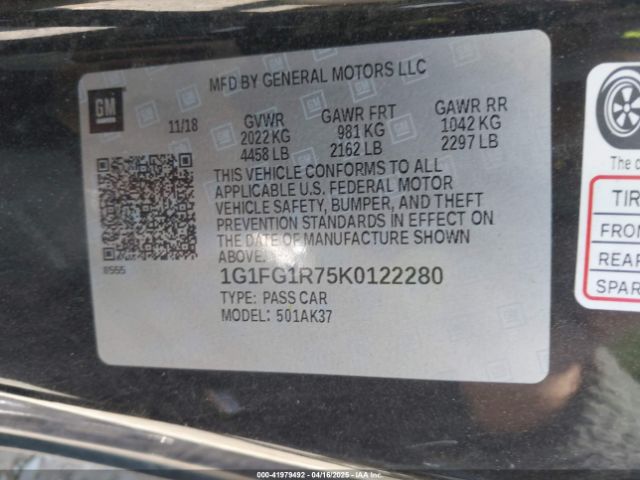 MFD BY GENERAL MOTORS LLC
GM
11/18
GVWR
2022 KG
4458 LB
GAWR FRT
981 KG
2162 LB
GAWR RR
1042 KG
2297 LB
THIS VEHICLE CONFORMS TO ALL
APPLICABLE U.S. FEDERAL MOTOR
VEHICLE SAFETY, BUMPER, AND THEFT
PREVENTION STANDARDS IN EFFECT ON
THE DATE OF MANUFACTURE SHOWN
ABOVE.
1G1FG1R75K0122280
TYPE: PASS CAR
MODEL: 501AK37
The c
TIR
FRON
REAR
SPAR
000-41979492 - 04/16/2025 - IAAI.COM